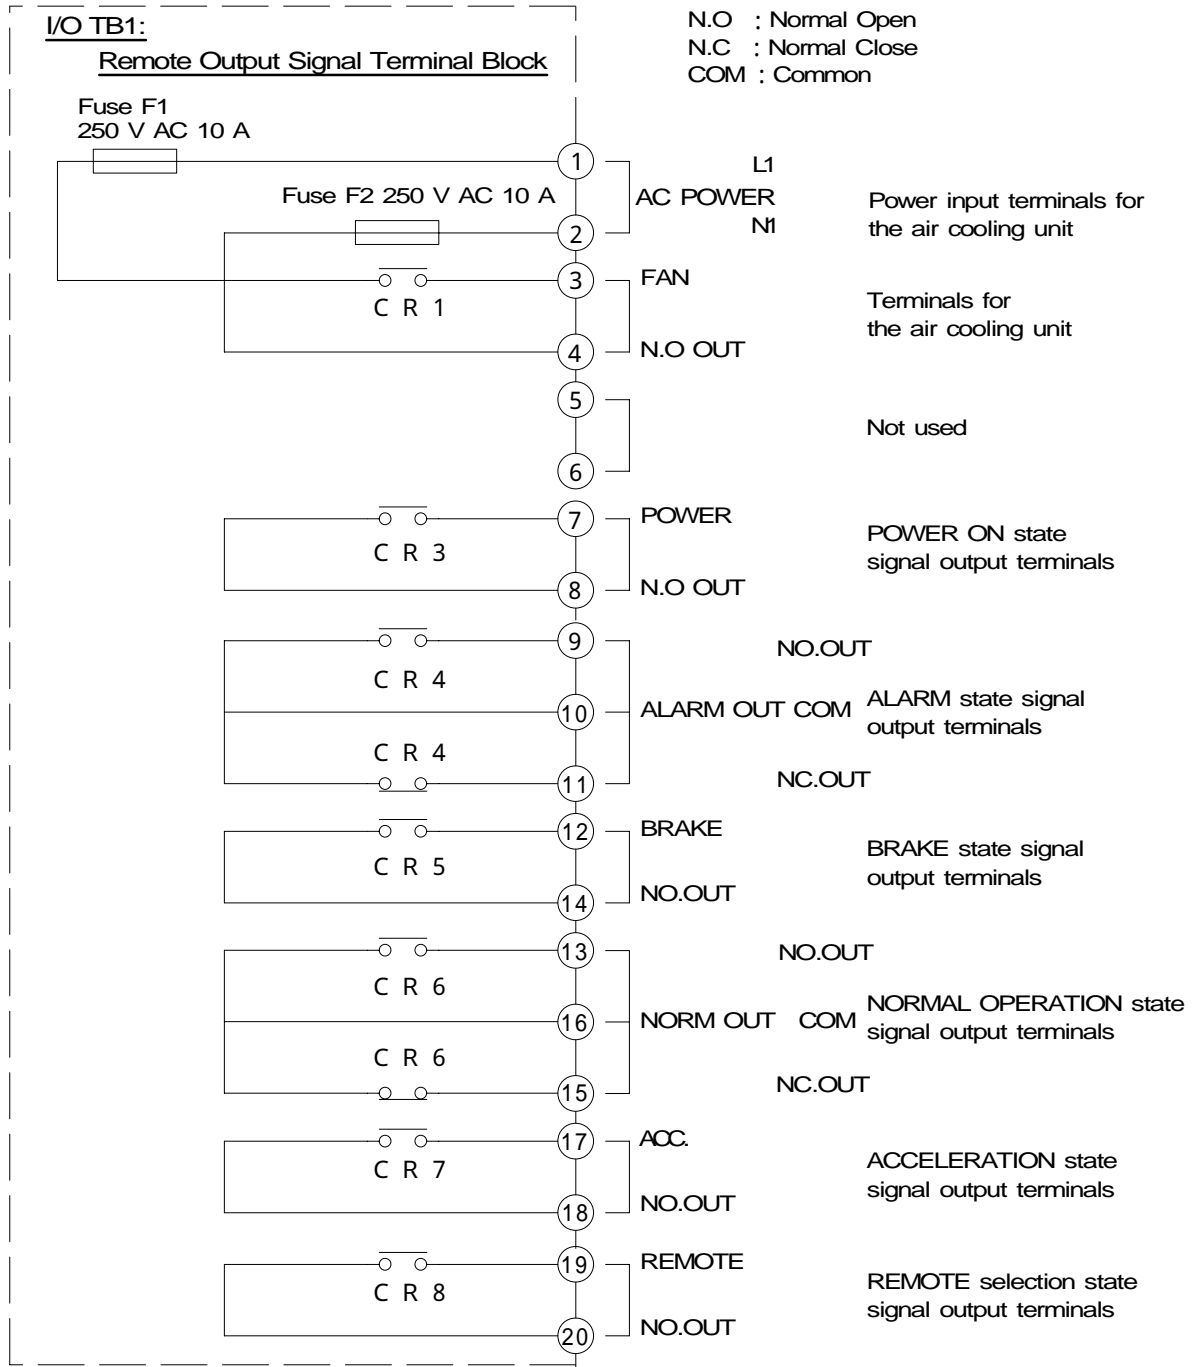 I/O TB1:
Remote Output Signal Terminal Block
N.O : Normal Open
N.C : Normal Close
COM : Common
Fuse F1
250 V AC 10 A
1
L1
Fuse F2 250 V AC 10 A
AC POWER
2
N1
Power input terminals for
the air cooling unit
3
FAN
C R 1
4
N.O OUT
Terminals for
the air cooling unit
5
6
Not used
7
POWER
C R 3
8
N.O OUT
POWER ON state
signal output terminals
9
NO.OUT
C R 4
10
ALARM OUT COM
C R 4
11
NC.OUT
ALARM state signal
output terminals
12
BRAKE
C R 5
14
NO.OUT
BRAKE state signal
output terminals
13
NO.OUT
C R 6
16
NORM OUT COM
C R 6
15
NC.OUT
NORMAL OPERATION state
signal output terminals
17
ACC.
C R 7
18
NO.OUT
ACCELERATION state
signal output terminals
19
REMOTE
C R 8
20
NO.OUT
REMOTE selection state
signal output terminals